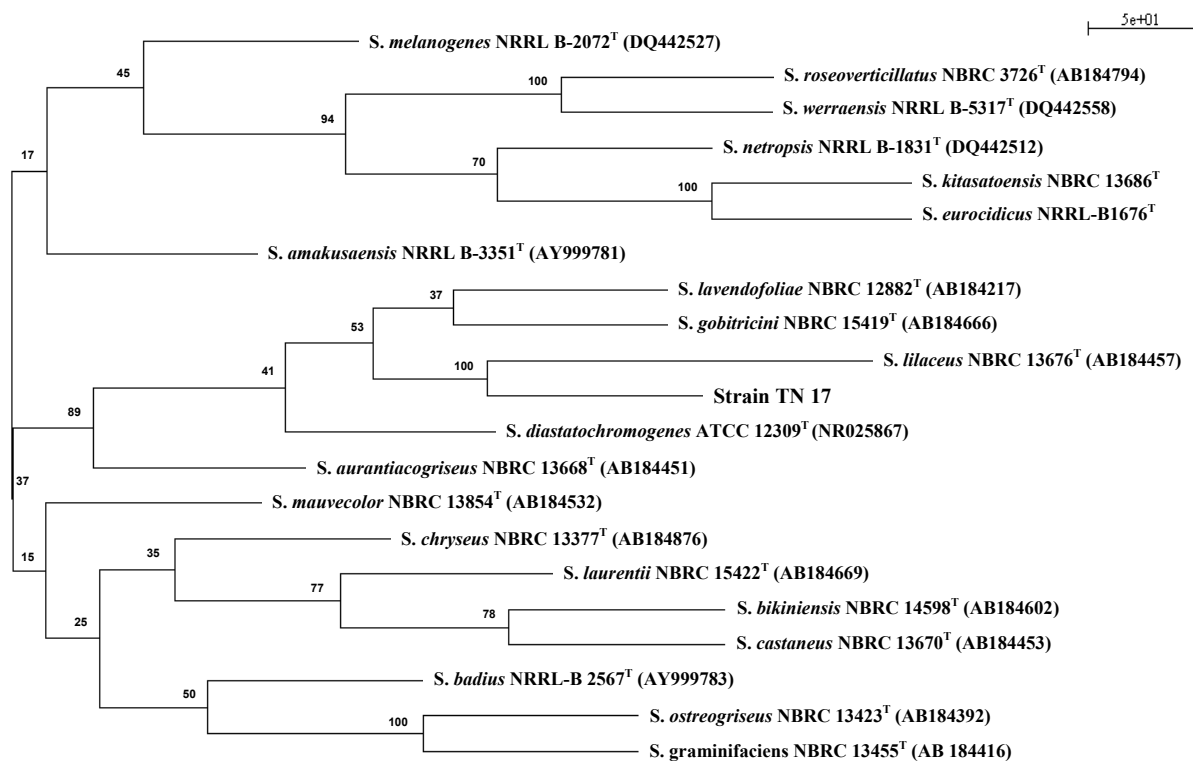 5e+01
S. melanogenes NRRL B-2072T (DQ442527)
45
S. roseoverticillatus NBRC 3726T (AB184794)
100
S. werraensis NRRL B-5317T (DQ442558)
94
S. netropsis NRRL B-1831T (DQ442512)
17
70
S. kitasatoensis NBRC 13686T
100
S. eurocidicus NRRL-B1676T
S. amakusaensis NRRL B-3351T (AY999781)
S. lavendofoliae NBRC 12882T (AB184217)
37
53
S. gobitricini NBRC 15419T (AB184666)
S. lilaceus NBRC 13676T (AB184457)
41
100
Strain TN 17
89
S. diastatochromogenes ATCC 12309T (NR025867)
S. aurantiacogriseus NBRC 13668T (AB184451)
37
S. mauvecolor NBRC 13854T (AB184532)
S. chryseus NBRC 13377T (AB184876)
15
35
S. laurentii NBRC 15422T (AB184669)
77
S. bikiniensis NBRC 14598T (AB184602)
78
25
S. castaneus NBRC 13670T (AB184453)
S. badius NRRL-B 2567T (AY999783)
50
S. ostreogriseus NBRC 13423T (AB184392)
100
S. graminifaciens NBRC 13455T (AB 184416)